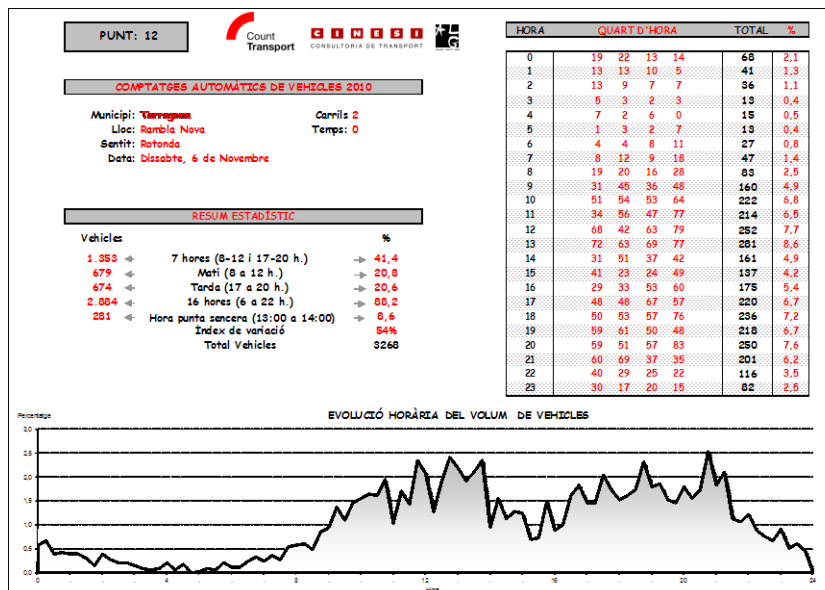 PUNT: 12
Count
Transport
CINESI
CONSULTORIA DE TRANSPORT
COMPTATGES AUTOMÀTICS DE VEHICLES 2010
Municipi: Carrils 2
Lloc: Rambla Nova Temps: 0
Sentit: Rotonda
Data: Dissabte, 6 de Novembre
RESUM ESTADÍSTIC
Vehicles %
1.353 7 hores (8-12 i 17-20 h.) 41,4
679 Matí (8 a 12 h.) 20,8
674 Tarda (17 a 20 h.) 20,6
2.884 16 hores (6 a 22 h.) 88,2
281 Hora punta sencera (13:00 a 14:00) 8,6
Índex de variació 54%
Total Vehicles 3268
HORA QUART D'HORA TOTAL %
0 19 22 13 14 68 2,1
1 13 13 10 5 41 1,3
2 13 9 7 7 36 1,1
3 5 3 2 3 13 0,4
4 7 2 6 0 15 0,5
5 1 3 2 7 13 0,4
6 4 4 8 11 27 0,8
7 8 12 9 18 47 1,4
8 19 20 16 28 83 2,5
9 31 45 36 48 160 4,9
10 51 54 53 64 222 6,8
11 34 56 47 77 214 6,5
12 68 42 63 79 252 7,7
13 72 63 69 77 281 8,6
14 31 51 37 42 161 4,9
15 41 23 24 49 137 4,2
16 29 33 53 60 175 5,4
17 48 48 67 57 220 6,7
18 50 53 57 76 236 7,2
19 59 61 50 48 218 6,7
20 59 51 57 83 250 7,6
21 60 69 37 35 201 6,2
22 40 29 25 22 116 3,5
23 30 17 20 15 82 2,5
EVOLUCIÓ HORÀRIA DEL VOLUM DE VEHICLES
Percentatge
3,0
2,5
2,0
1,5
1,0
0,5
0,0
0 4 8 12 16 20 24
Hora